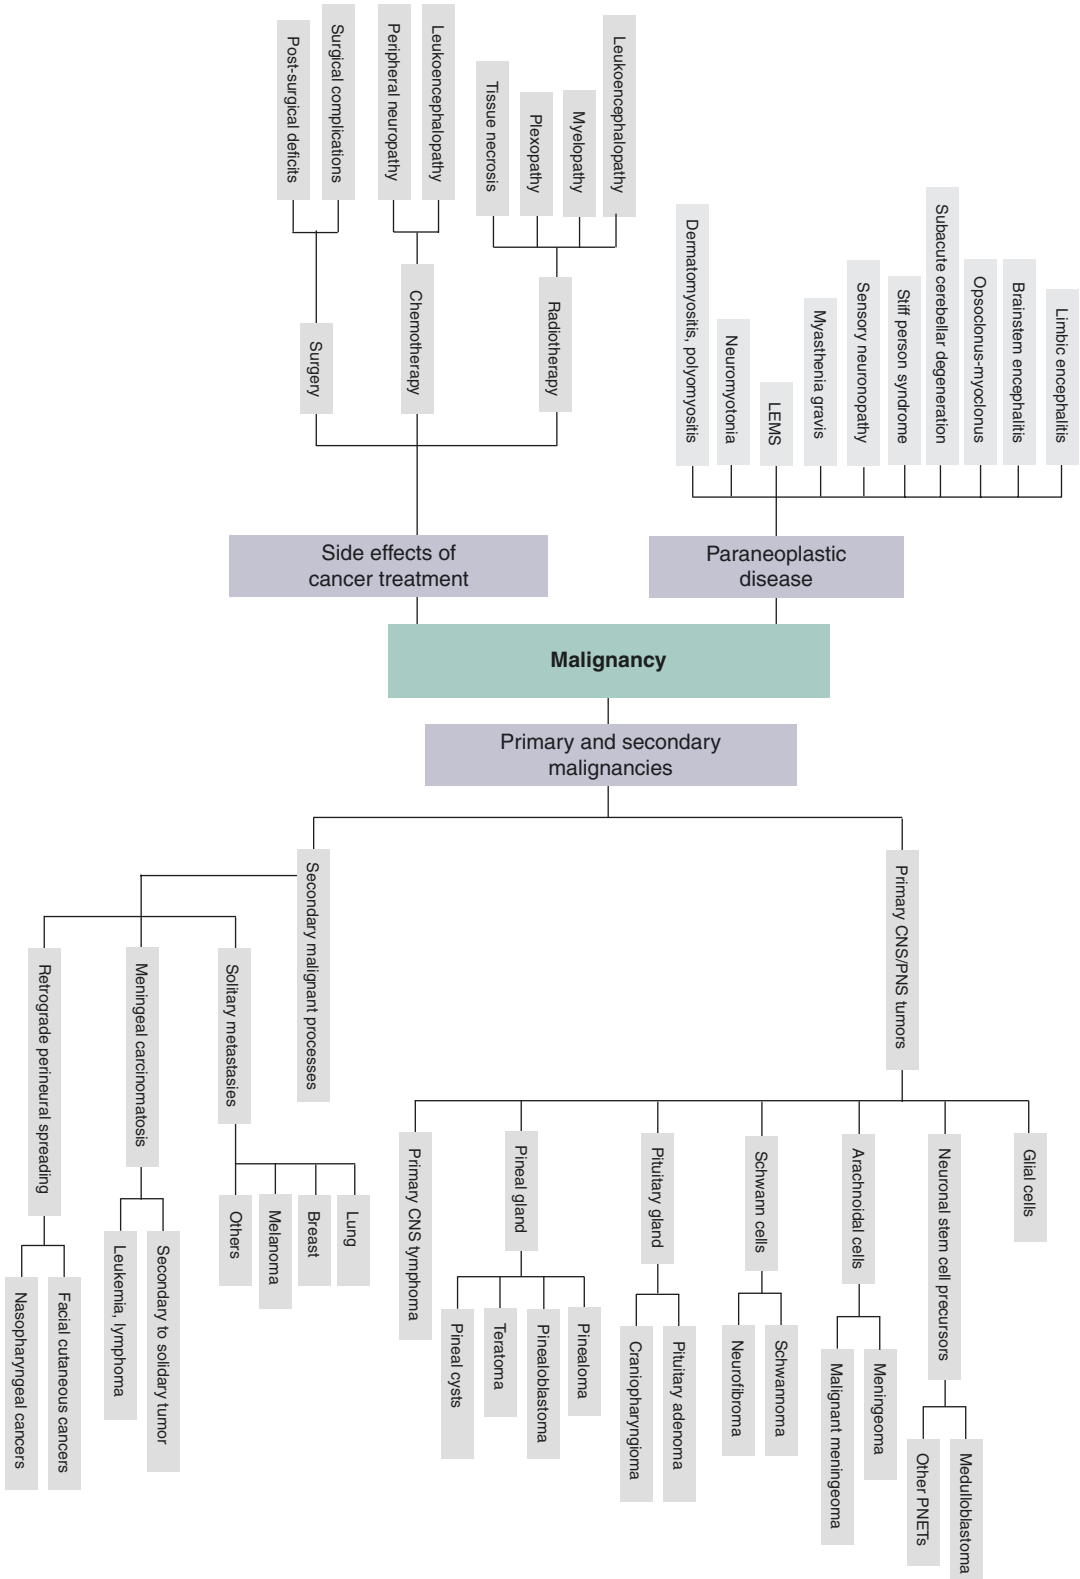 Surgical complications
Post-surgical deficits
Leukoencephalopathy
Peripheral neuropathy
Leukoencephalopathy
Myelopathy
Plexopathy
Tissue necrosis
Surgery
Chemotherapy
Radiotherapy
Limbic encephalitis
Brainstem encephalitis
Opsoclonus-myoclonus
Subacute cerebellar degeneration
Stiff person syndrome
Sensory neuronopathy
Myasthenia gravis
LEMS
Neuromyotonia
Dermatomyositis, polymyositis
Side effects of
cancer treatment
Paraneoplastic
disease
Malignancy
Primary and secondary
malignancies
Secondary malignant processes
Primary CNS/PNS tumors
Solitary metastasies
Meningeal carcinomatosis
Retrograde perineural spreading
Lung
Breast
Melanoma
Others
Secondary to solidary tumor
Leukemia, lymphoma
Facial cutaneous cancers
Nasopharyngeal cancers
Glial cells
Neuronal stem cell precursors
Arachnoidal cells
Schwann cells
Pituitary gland
Pineal gland
Primary CNS tymphoma
Medulloblastoma
Other PNETs
Meningeoma
Malignant meningeoma
Schwannoma
Neurofibroma
Pituitary adenoma
Craniopharyngioma
Pinealoma
Pinealoblastoma
Teratoma
Pineal cysts